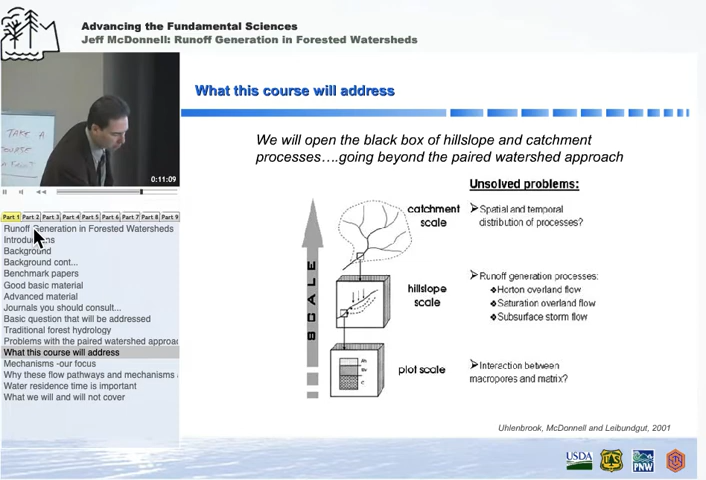 Advancing the Fundamental Sciences
Jeff McDonnell: Runoff Generation in Forested Watersheds
TAKE A
COURSE
0:11:09
Part 1 Part 2 Part 3 Part 4 Part 5 Part 6 Part 7 Part 8 Part 9
Runoff Generation in Forested Watersheds
Background
Background cont...
Benchmark papers
Good basic material
Advanced material
Journals you should consult...
Basic question that will be addressed
Traditional forest hydrology
Problems with the paired watershed approac
What this course will address
Mechanisms -our focus
Why these flow pathways and mechanisms
Water residence time is important
What we will and will not cover
What this course will address
We will open the black box of hillslope and catchment
processes....going beyond the paired watershed approach
Unsolved problems:
catchment
scale
Spatial and temporal
distribution of processes?
SCALE
hillslope
scale
Runoff generation processes:
Horton overland flow
Saturation overland flow
Subsurface storm flow
plot scale
Interaction between
macropores and matrix?
Uhlenbrook, McDonnell and Leibundgut, 2001
USDA
PNW